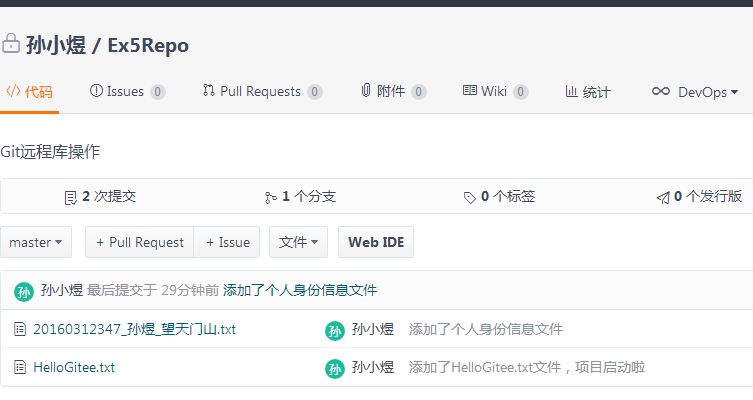 孙小煜 / Ex5Repo
代码 Issues 0 Pull Requests 0 附件 0 Wiki 0 统计 DevOps
Git远程库操作
2 次提交 1 个分支 0 个标签 0 个发行版
master + Pull Request + Issue 文件 Web IDE
孙 孙小煜 最后提交于 29分钟前 添加了个人身份信息文件
20160312347_孙煜_望天门山.txt 孙 孙小煜 添加了个人身份信息文件
HelloGitee.txt 孙 孙小煜 添加了HelloGitee.txt文件，项目启动啦